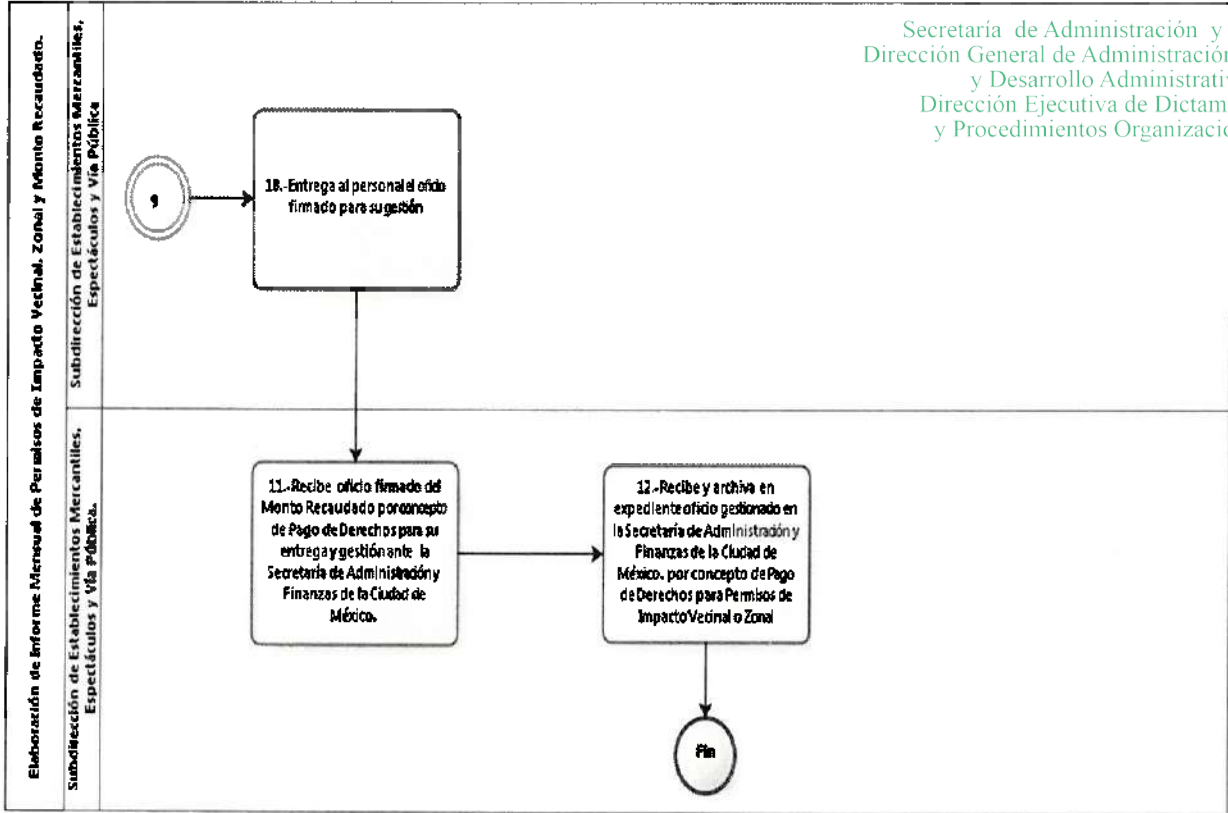 Secretaría de Administración y
Dirección General de Administración
y Desarrollo Administrati
Dirección Ejecutiva de Dictam
y Procedimientos Organizacio
Elaboración de Informe Mensual de Permisos de Impacto Vecinal, Zonal y Monto Recaudado.
Subdirección de Establecimientos Mercantiles,
Espectáculos y Vía Pública
9
10.-Entrega al personal el oficio
firmado para su gestión
Subdirección de Establecimientos Mercantiles,
Espectáculos y Vía Pública.
11.-Recibe oficio firmado del
Monto Recaudado por concepto
de Pago de Derechos para su
entrega y gestión ante la
Secretaría de Administración y
Finanzas de la Ciudad de
México.
12.-Recibe y archiva en
expediente oficio gestionado en
la Secretaría de Administración y
Finanzas de la Ciudad de
México, por concepto de Pago
de Derechos para Permisos de
Impacto Vecinal o Zonal
Fin